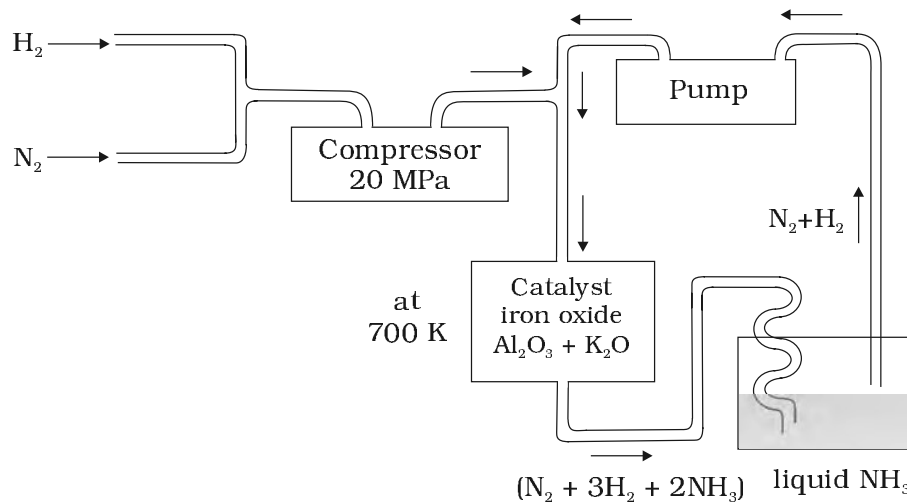 H₂
N₂
Compressor
20 MPa
Pump
N₂+H₂
at
700 K
Catalyst
iron oxide
Al₂O₃ + K₂O
(N₂ + 3H₂ + 2NH₃)
liquid NH₃